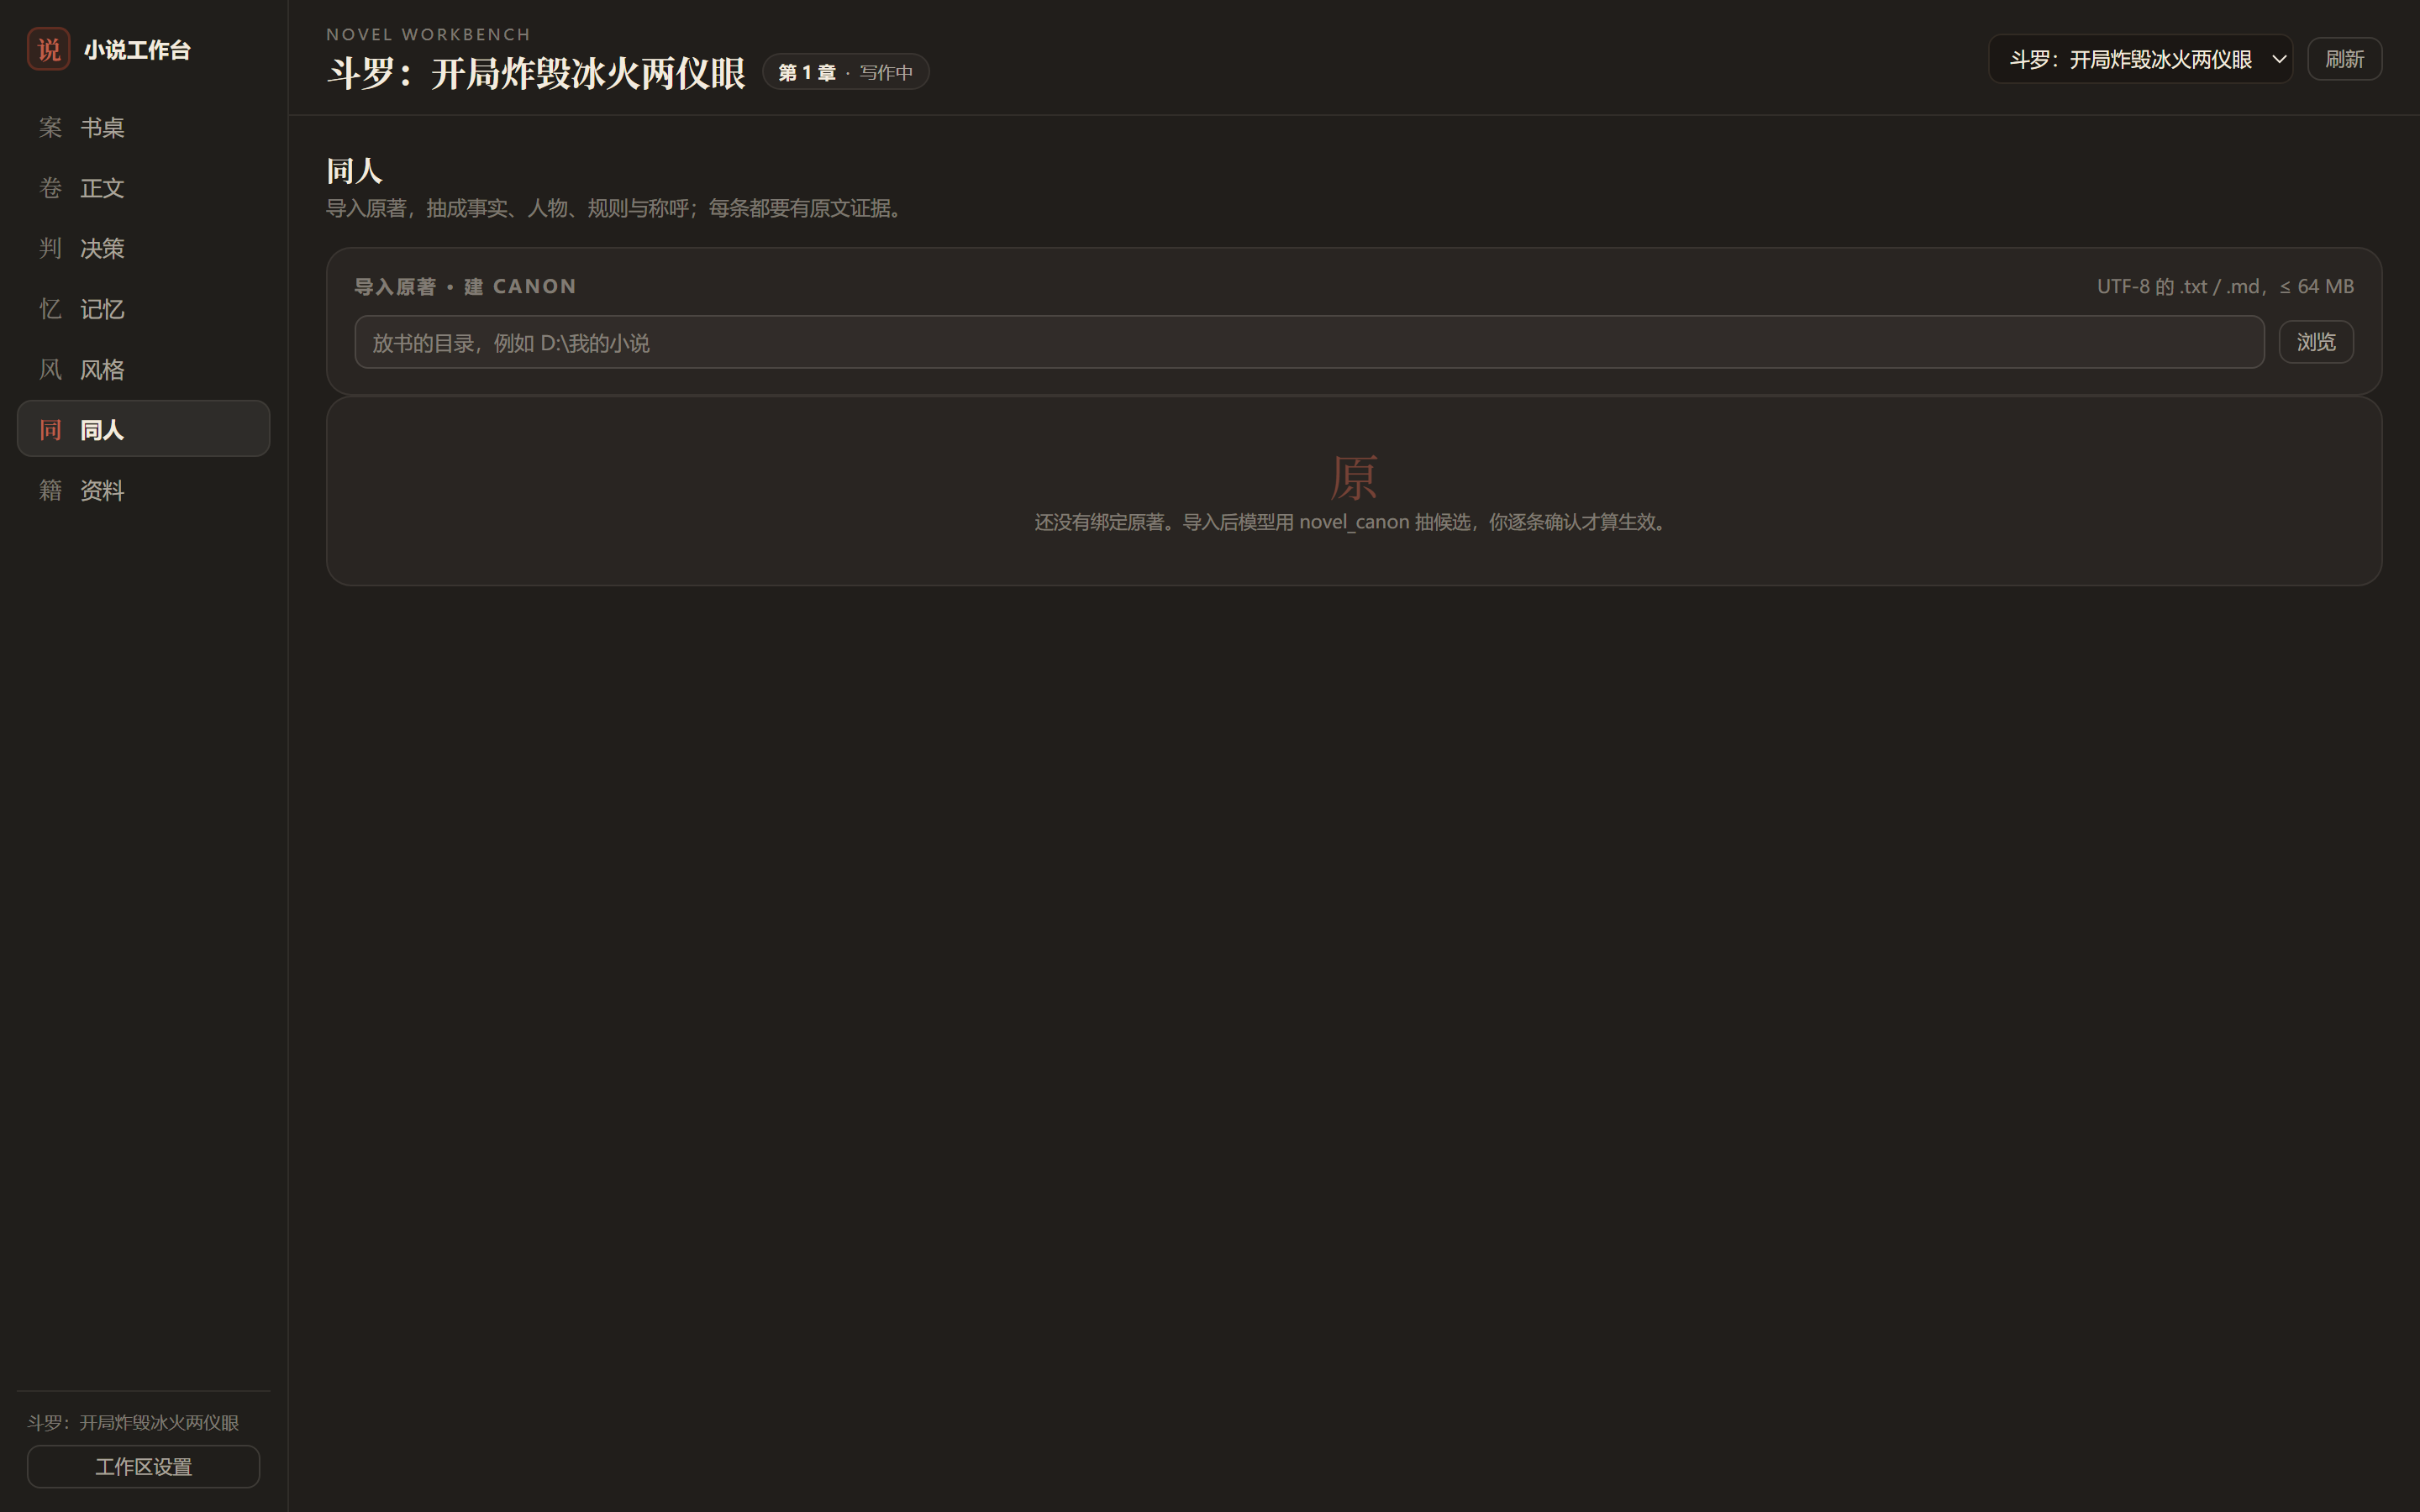 说 小说工作台
案 书桌
卷 正文
判 决策
忆 记忆
风 风格
同 同人
籍 资料
斗罗：开局炸毁冰火两仪眼
工作区设置
NOVEL WORKBENCH
斗罗：开局炸毁冰火两仪眼 第 1 章 · 写作中
斗罗：开局炸毁冰火两仪眼 刷新
同人
导入原著，抽成事实、人物、规则与称呼；每条都要有原文证据。
导入原著 · 建 CANON UTF-8 的 .txt / .md，≤ 64 MB
放书的目录，例如 D:\我的小说 浏览
原
还没有绑定原著。导入后模型用 novel_canon 抽候选，你逐条确认才算生效。